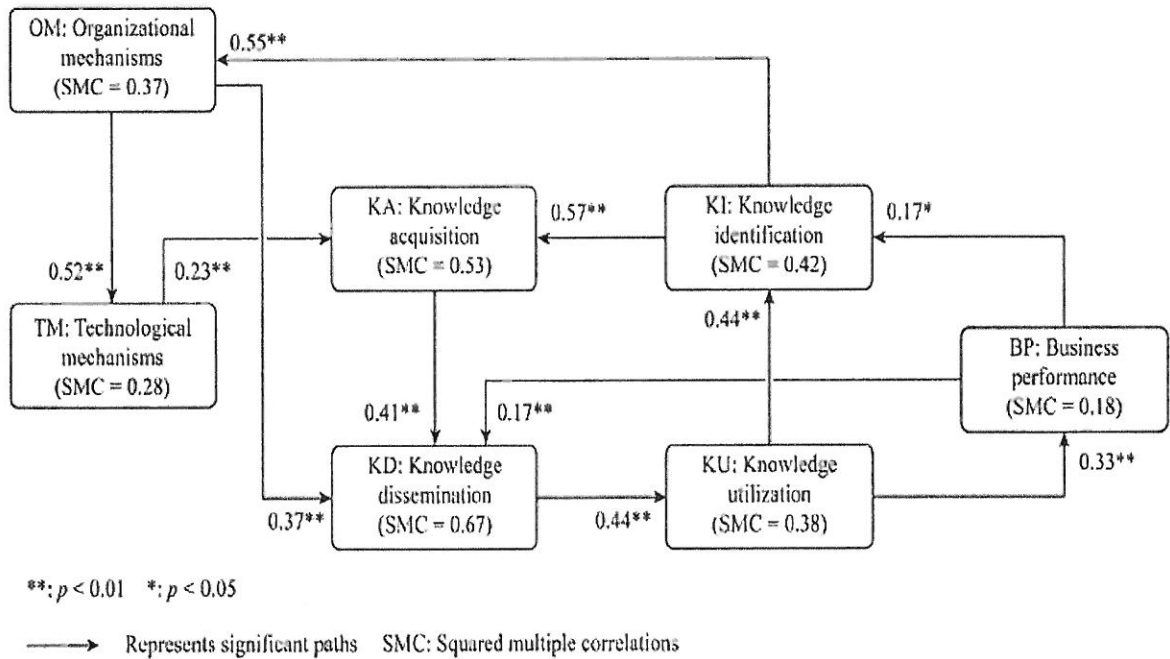 OM: Organizational
mechanisms
(SMC = 0.37)
0.55**
KA: Knowledge
acquisition
(SMC = 0.53)
0.57**
KI: Knowledge
identification
(SMC = 0.42)
0.17*
0.52**
0.23**
TM: Technological
mechanisms
(SMC = 0.28)
0.44**
BP: Business
performance
(SMC = 0.18)
0.41**
0.17**
KD: Knowledge
dissemination
(SMC = 0.67)
KU: Knowledge
utilization
(SMC = 0.38)
0.33**
0.37**
0.44**
**: p < 0.01 *: p < 0.05
Represents significant paths SMC: Squared multiple correlations